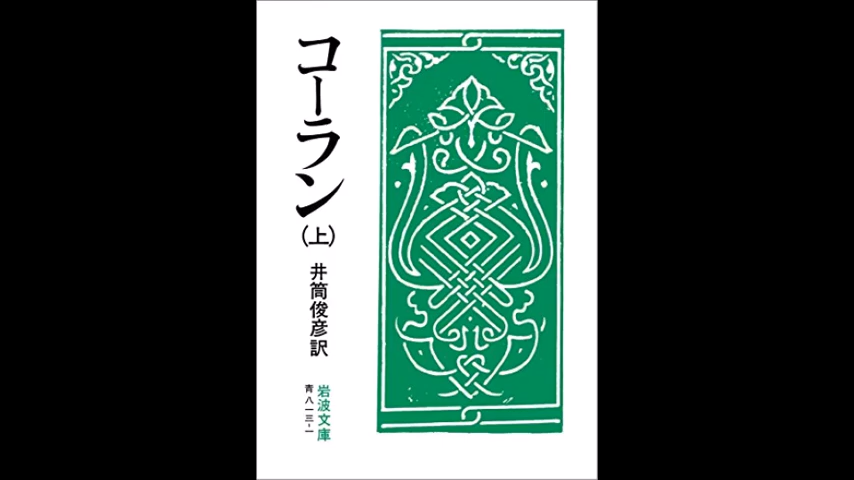 コーラン
(上)
井筒俊彦訳
岩波文庫
青八一三-一